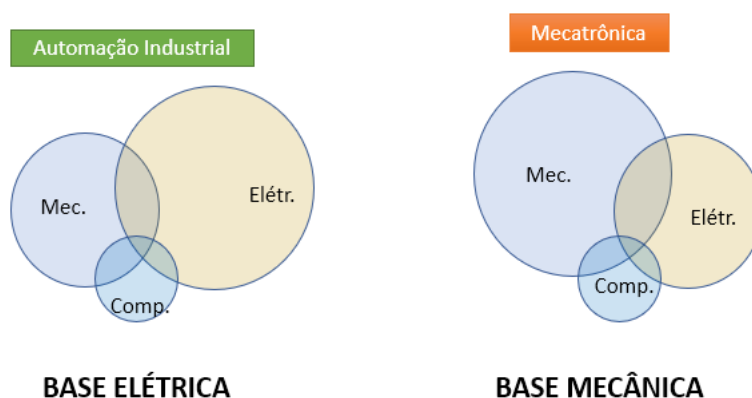 Automação Industrial
Mec.
Elétr.
Comp.
BASE ELÉTRICA
Mecatrônica
Mec.
Elétr.
Comp.
BASE MECÂNICA